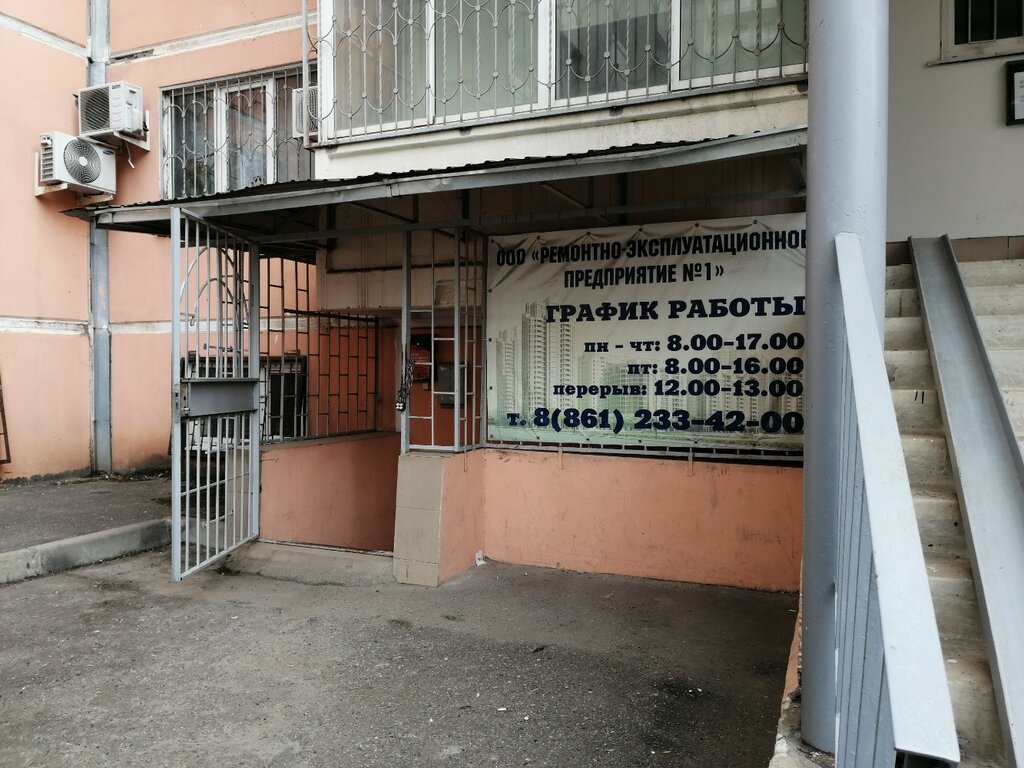 ООО «РЕМОНТНО-ЭКСПЛУАТАЦИОННОЕ
ПРЕДПРИЯТИЕ №1»
ГРАФИК РАБОТЫ
пн - чт: 8.00-17.00
пт: 8.00-16.00
перерыв: 12.00-13.00
т. 8(861) 233-42-00